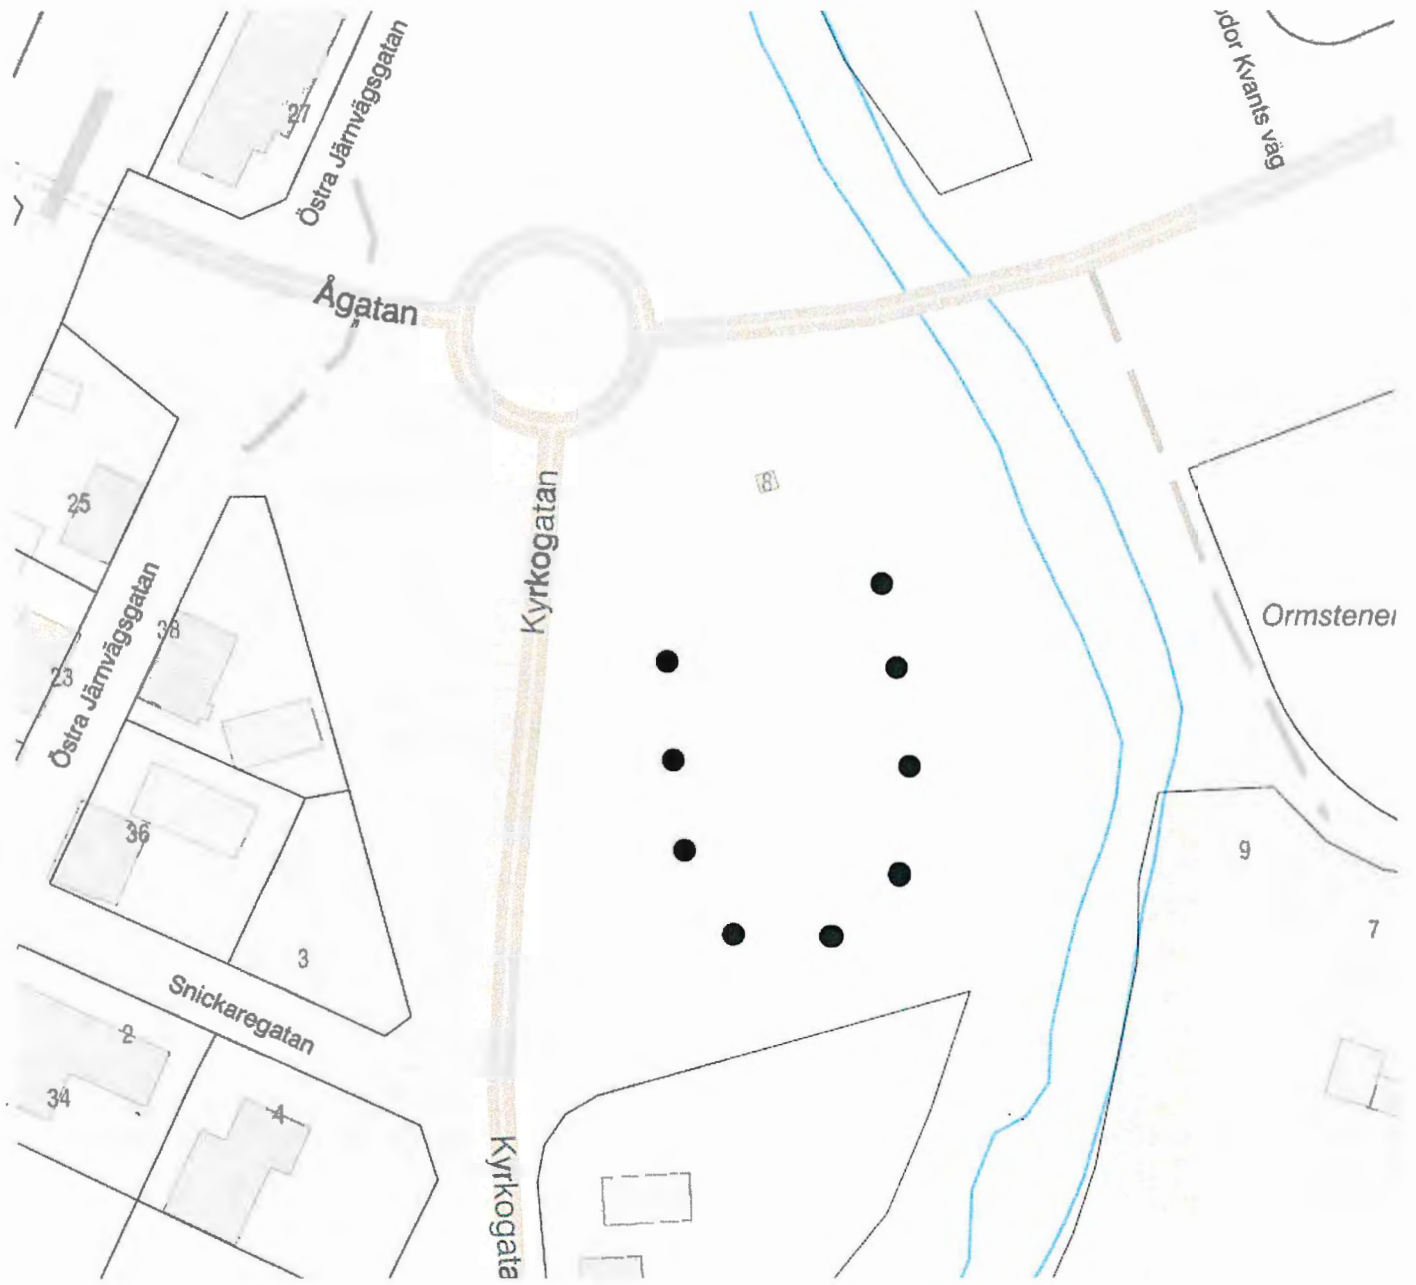 27
Östra Järnvägsgatan
odor Kvants väg
Ågatan
8
25
Kyrkogatan
Östra Järnvägsgatan
38
Ormstenen
23
36
9
7
3
Snickaregatan
2
34
4
Kyrkogata